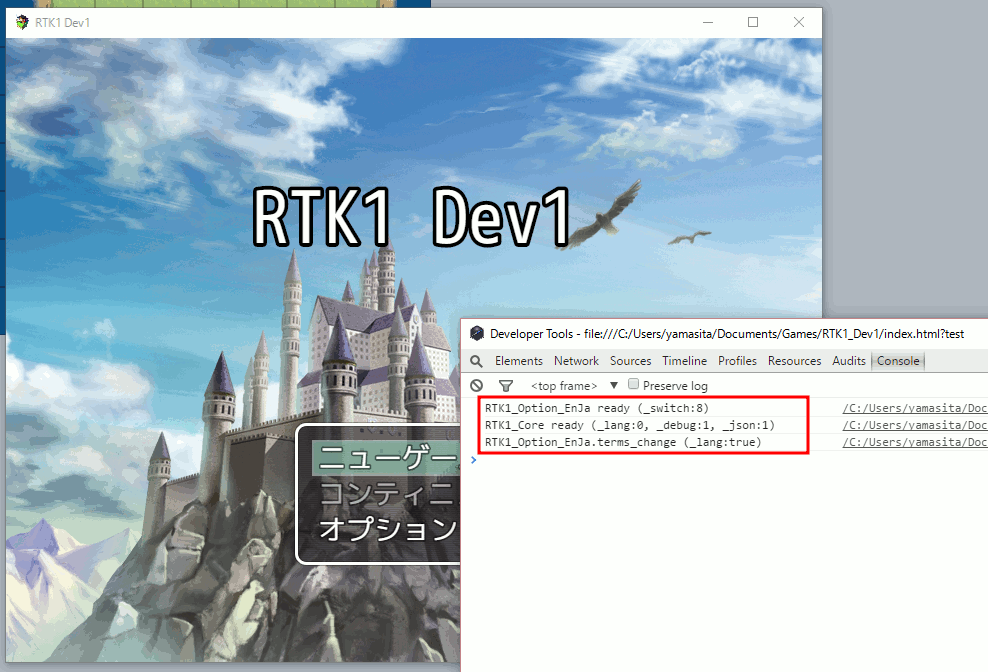 RTK1 Dev1
RTK1 Dev1
ニューゲー
コンティニ
オプション
Developer Tools - file:///C:/Users/yamasita/Documents/Games/RTK1_Dev1/index.html?test
Elements Network Sources Timeline Profiles Resources Audits Console
<top frame> ▼ Preserve log
RTK1_Option_EnJa ready (_switch:8) /C:/Users/yamasita/Doc
RTK1_Core ready (_lang:0, _debug:1, _json:1) /C:/Users/yamasita/Doc
RTK1_Option_EnJa.terms_change (_lang:true) /C:/Users/yamasita/Doc
>